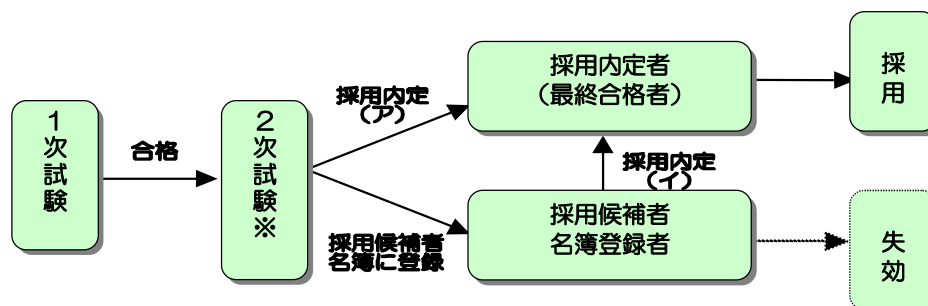 1次試験
合格
2次試験※
採用内定
(ア)
採用候補者
名簿に登録
採用内定者
(最終合格者)
採用内定
(イ)
採用候補者
名簿登録者
採用
失効